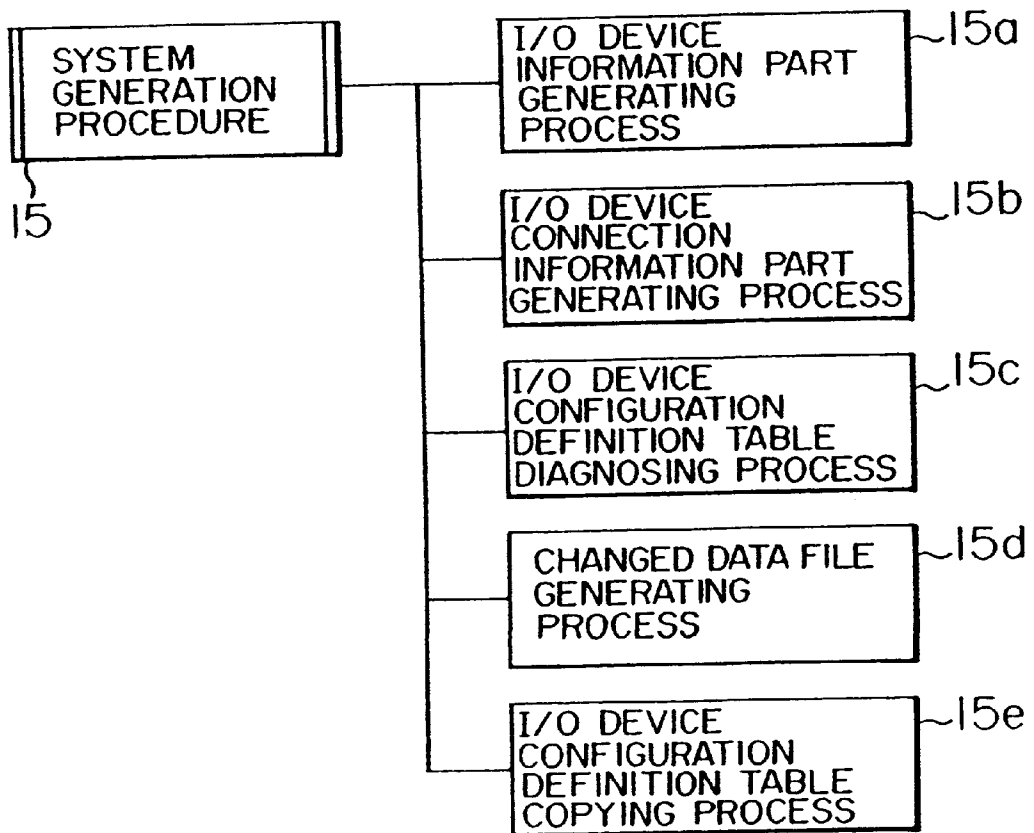 SYSTEM
GENERATION
PROCEDURE
15
I/O DEVICE
INFORMATION PART
GENERATING
PROCESS
15a
I/O DEVICE
CONNECTION
INFORMATION PART
GENERATING PROCESS
15b
I/O DEVICE
CONFIGURATION
DEFINITION TABLE
DIAGNOSING PROCESS
15c
CHANGED DATA FILE
GENERATING
PROCESS
15d
I/O DEVICE
CONFIGURATION
DEFINITION TABLE
COPYING PROCESS
15e